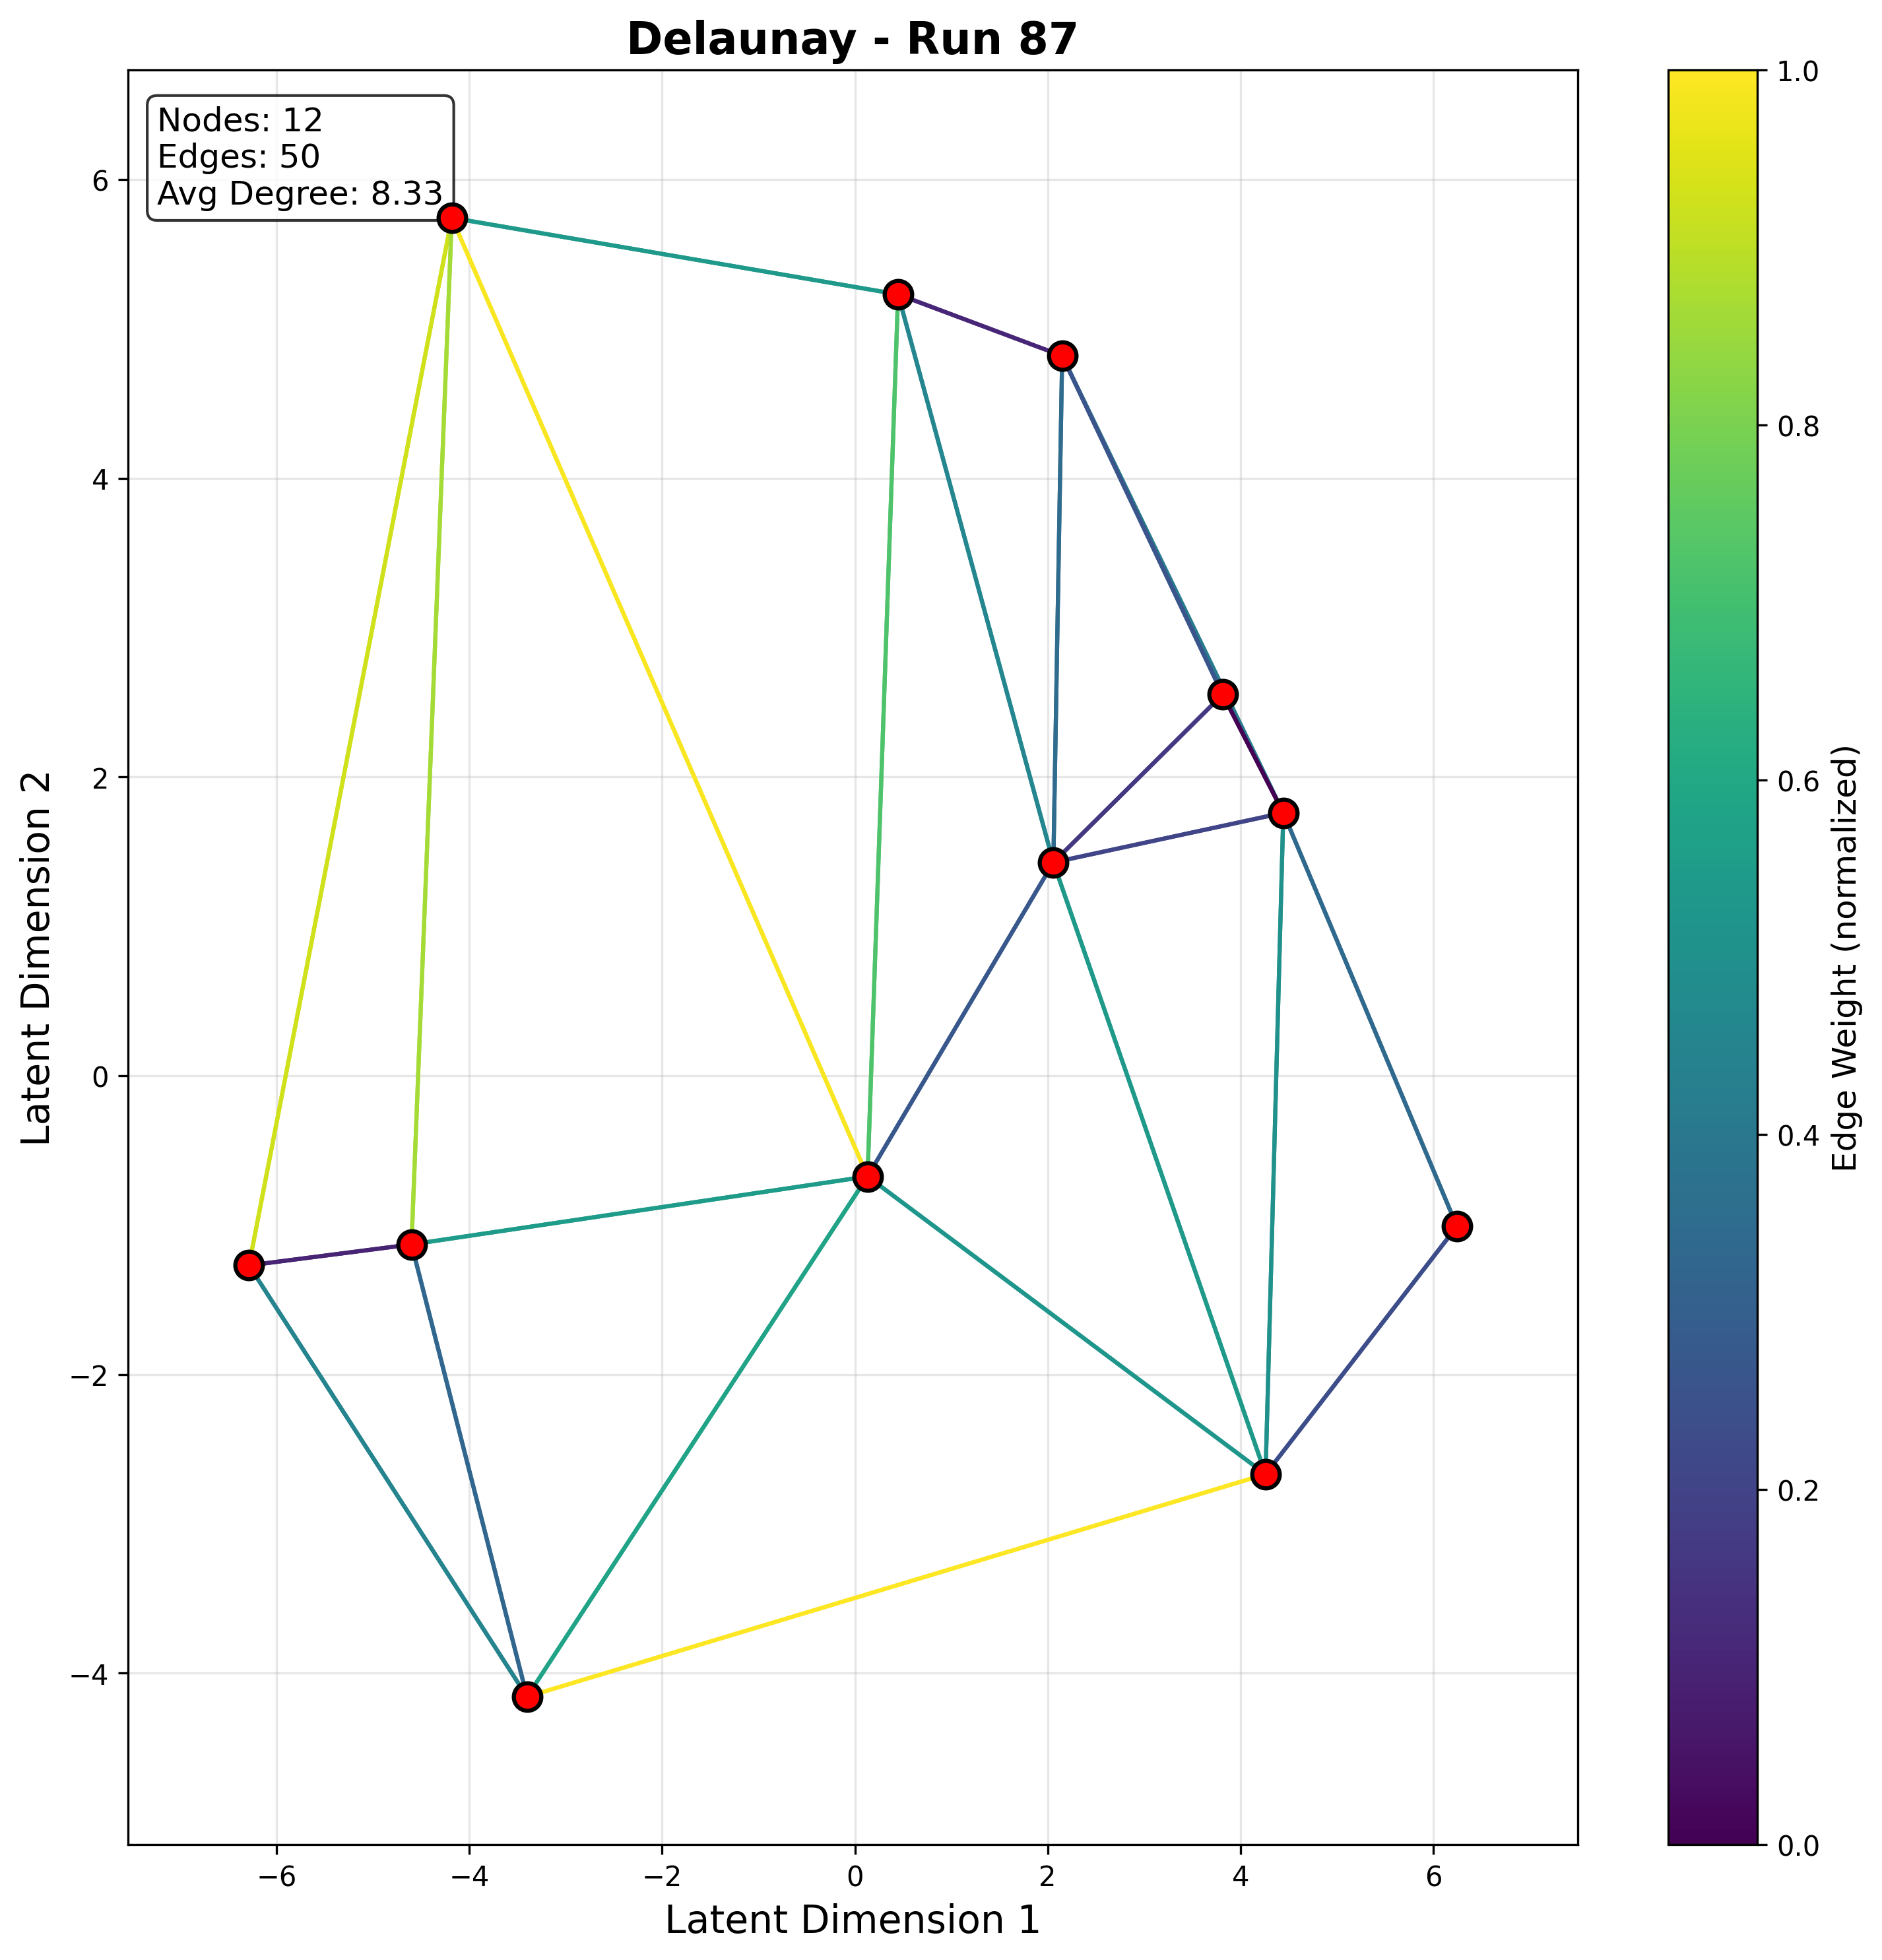 Delaunay - Run 87
Nodes: 12
Edges: 50
Avg Degree: 8.33
6
4
2
0
−2
−4
Latent Dimension 2
−6
−4
−2
0
2
4
6
Latent Dimension 1
1.0
0.8
0.6
0.4
0.2
0.0
Edge Weight (normalized)